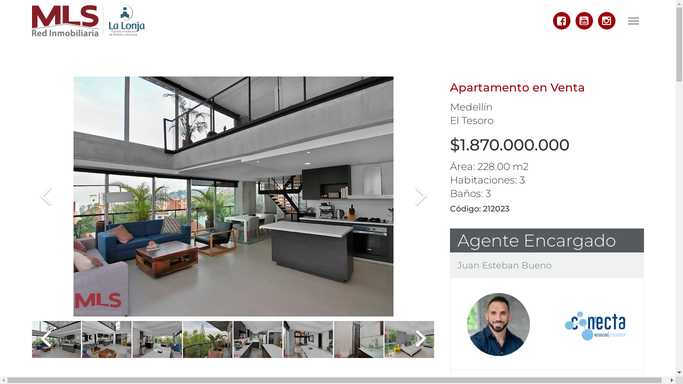 MLS
Red Inmobiliaria
La Lonja
Apartamento en Venta
Medellín
El Tesoro
$1.870.000.000
Área: 228.00 m2
Habitaciones: 3
Baños: 3
Código: 212023
Agente Encargado
Juan Esteban Bueno
MLS
conecta